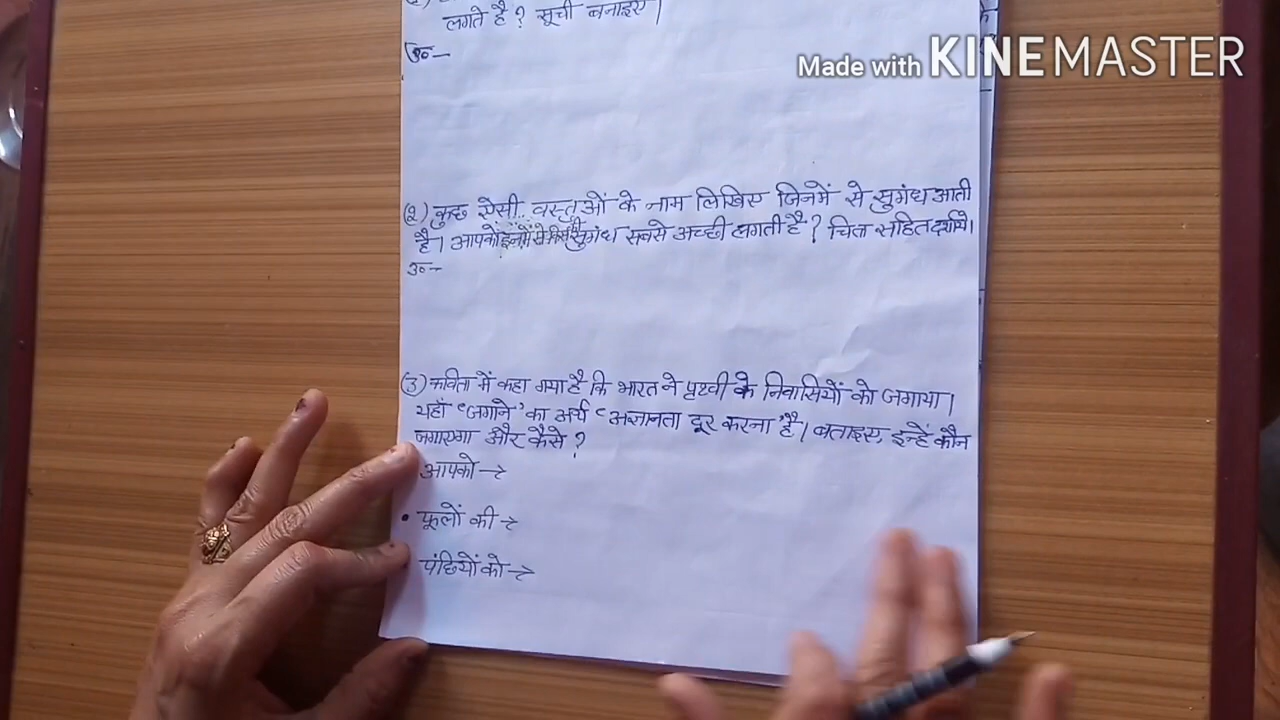 लगते है ? सूची बनाइए |
उ०-
Made with KINEMASTER
(२) कुछ ऐसी वस्तुओं के नाम लिखिए जिनमें से सुगंध आती
है। आपको इनमें से किसकी सुगंध सबसे अच्छी लगती है ? चित्र सहित दर्शाये।
उ०-
(3) कविता में कहा गया है कि भारत ने पृथ्वी के निवासियों को जगाया |
यहाँ 'जगाने' का अर्थ 'अज्ञानता दूर करना' है। बताइए, इन्हें कौन
जगाएगा और कैसे ?
आपको →
• फूलों की →
पंछियों को →